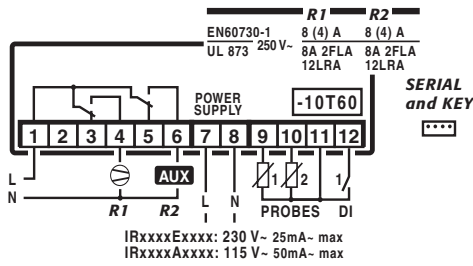 R1 R2
EN60730-1 250 V~ 8 (4) A 8 (4) A
UL 873 8A 2FLA 8A 2FLA
12LRA 12LRA
SERIAL
and KEY
POWER
SUPPLY
-10T60
1 2 3 4 5 6 7 8 9 10 11 12
L
N
AUX
1 2 1
R1 R2 L N PROBES DI
IRxxxxExxxx: 230 V~ 25mA~ max
IRxxxxAxxxx: 115 V~ 50mA~ max